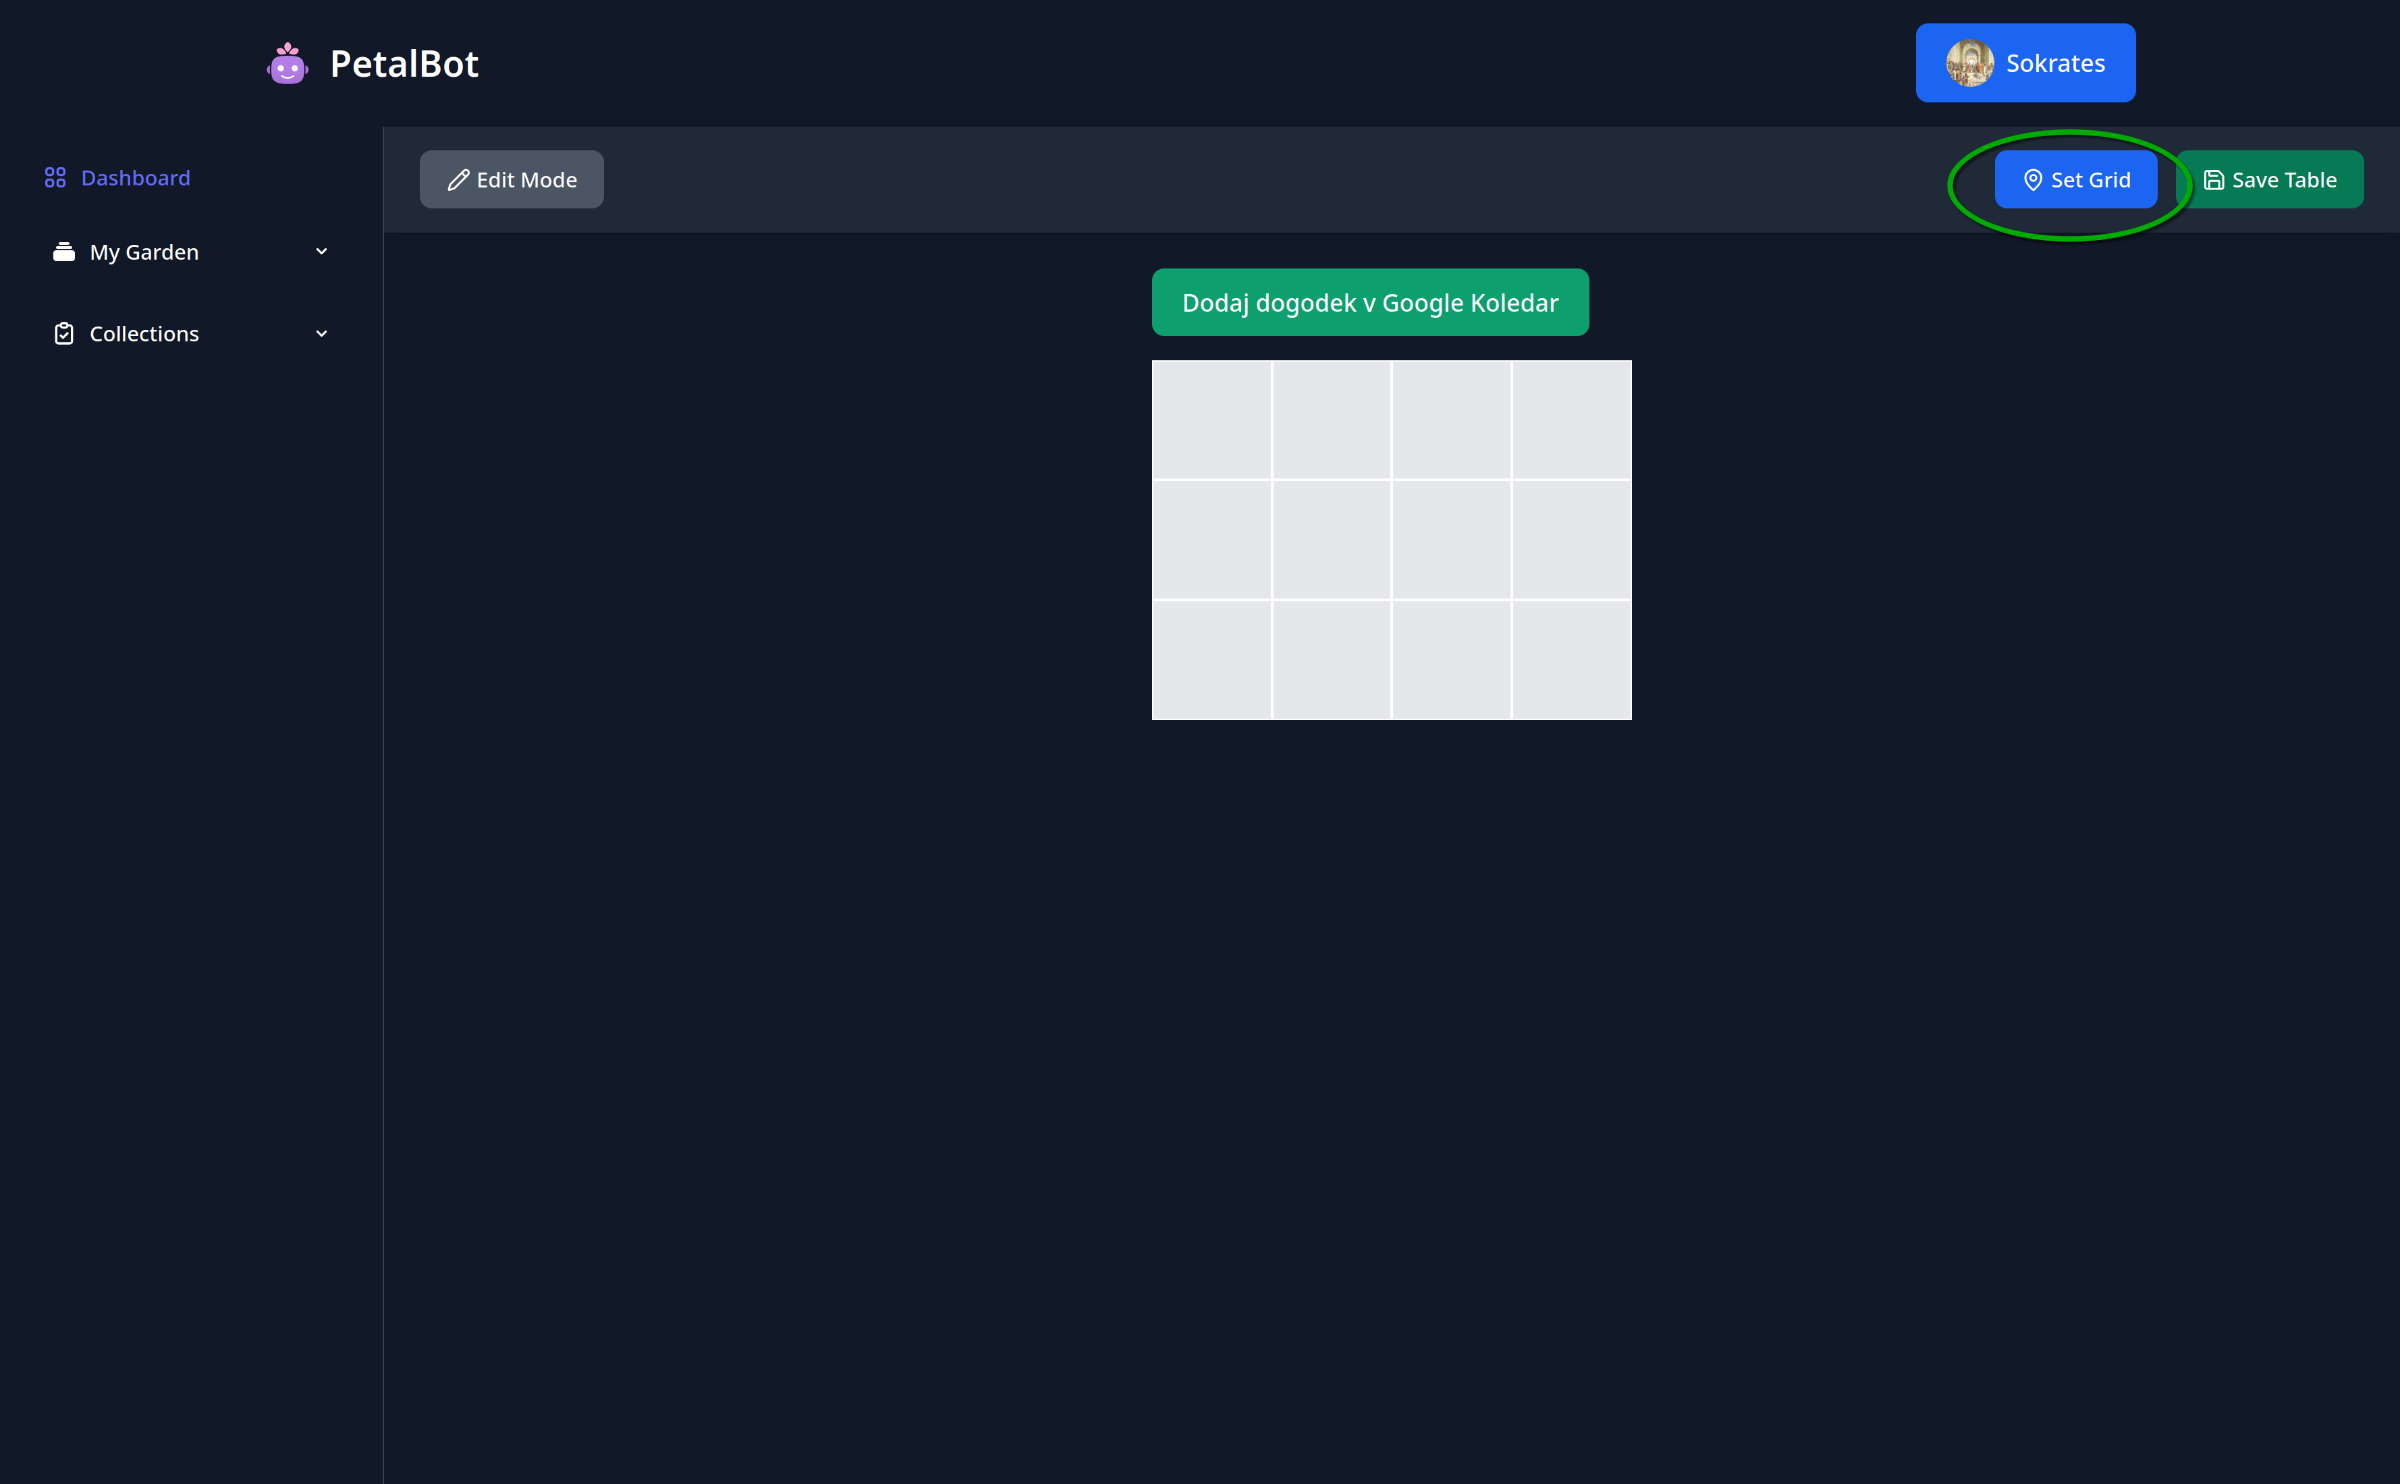 PetalBot
Sokrates
Dashboard
Edit Mode
Set Grid
Save Table
My Garden
Dodaj dogodek v Google Koledar
Collections